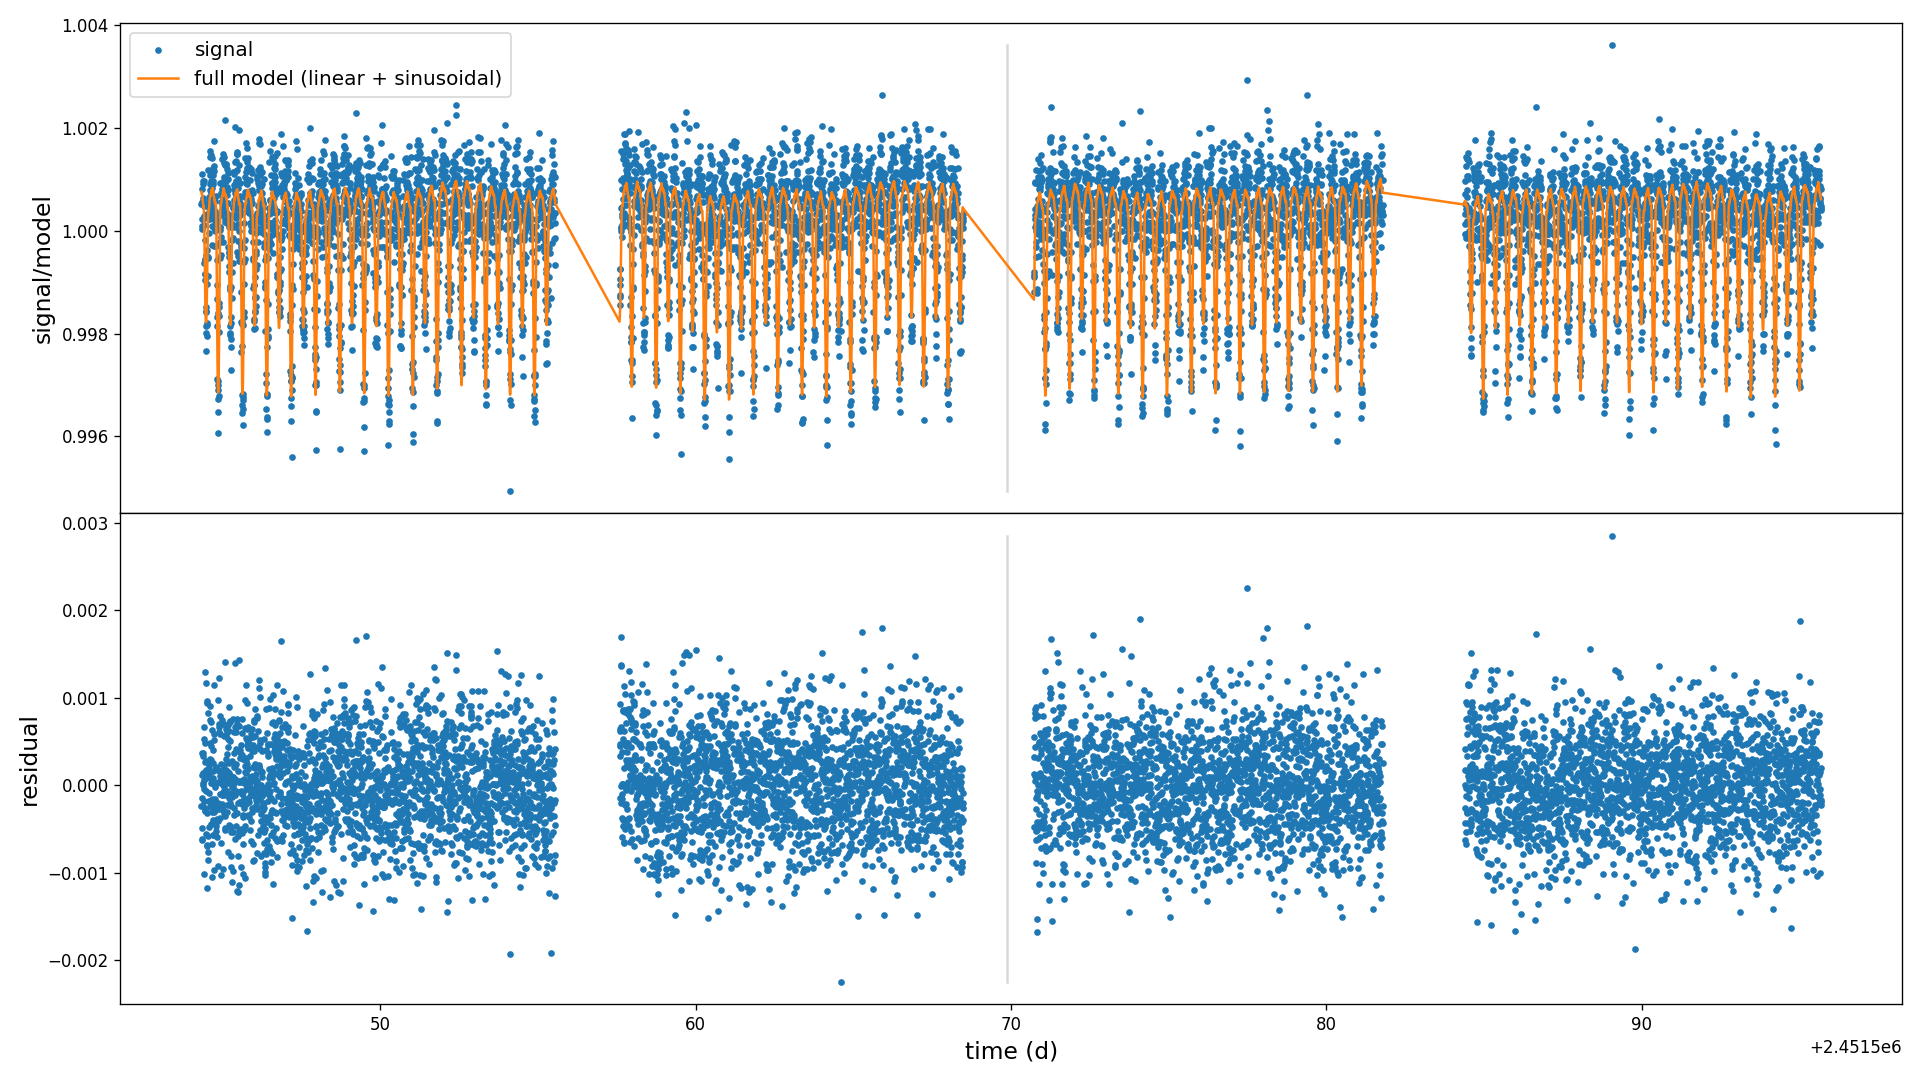 1.004
1.002
1.000
0.998
0.996
signal/model
signal
full model (linear + sinusoidal)
0.003
0.002
0.001
0.000
−0.001
−0.002
residual
50
60
70
80
90
time (d)
+2.4515e6